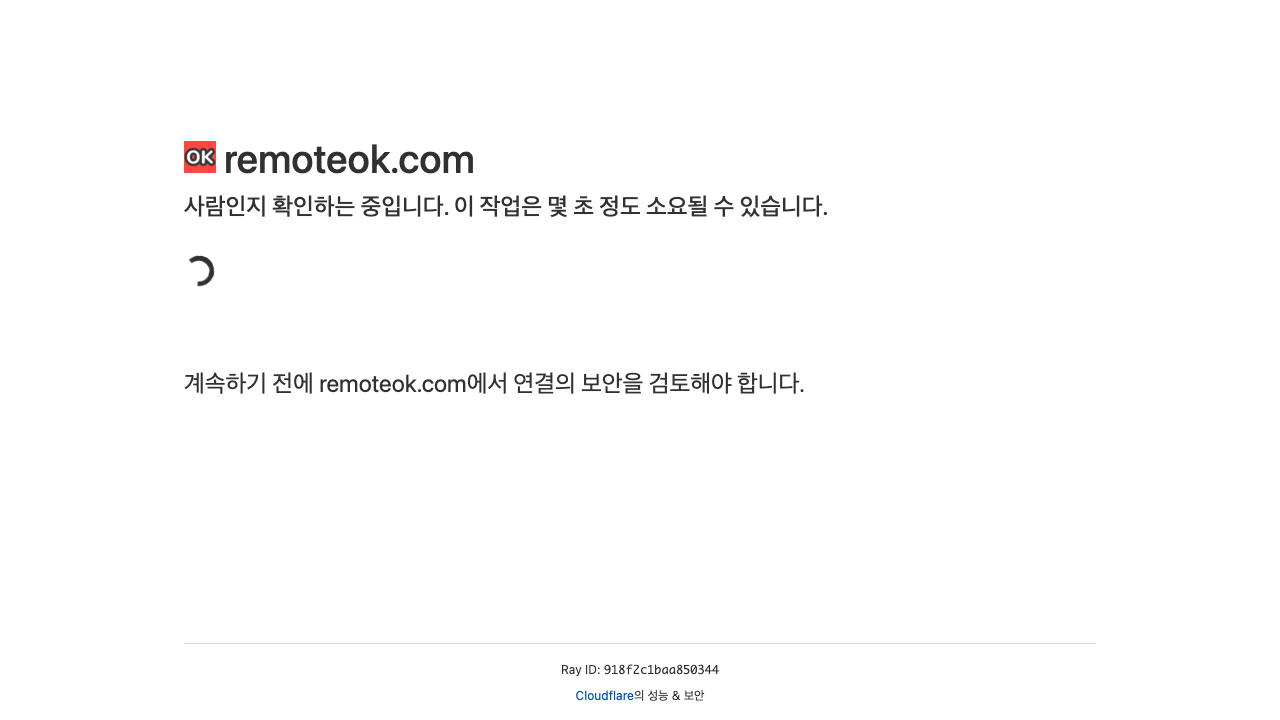 OK remoteok.com
사람인지 확인하는 중입니다. 이 작업은 몇 초 정도 소요될 수 있습니다.
계속하기 전에 remoteok.com에서 연결의 보안을 검토해야 합니다.
Ray ID: 918f2c1baa850344
Cloudflare의 성능 & 보안